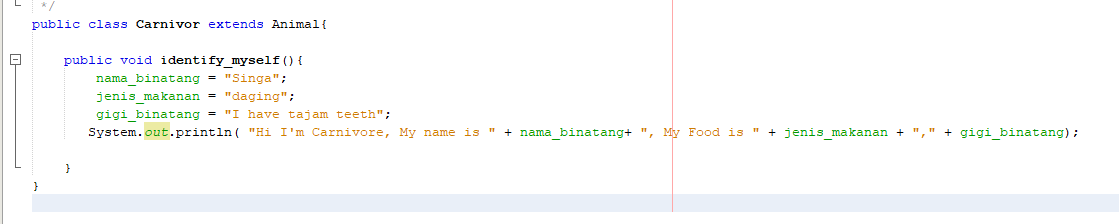 */
public class Carnivor extends Animal{
public void identify_myself(){
nama_binatang = "Singa";
jenis_makanan = "daging";
gigi_binatang = "I have tajam teeth";
System.out.println( "Hi I'm Carnivore, My name is " + nama_binatang+ ", My Food is " + jenis_makanan + "," + gigi_binatang);
}
}